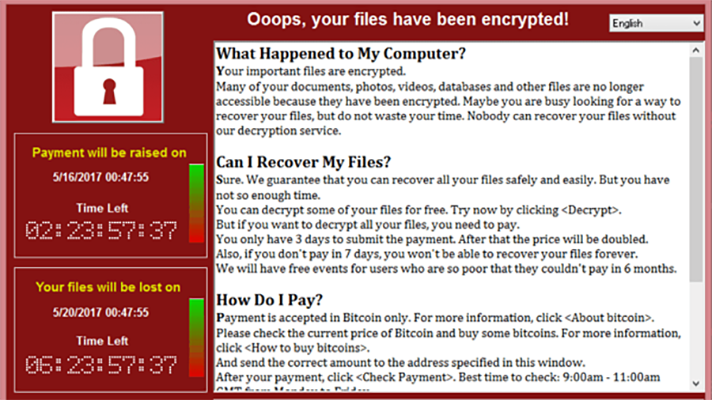 Ooops, your files have been encrypted!
English
Payment will be raised on
5/16/2017 00:47:55
Time Left
02:23:57:37
Your files will be lost on
5/20/2017 00:47:55
Time Left
06:23:57:37
What Happened to My Computer?
Your important files are encrypted.
Many of your documents, photos, videos, databases and other files are no longer
accessible because they have been encrypted. Maybe you are busy looking for a way to
recover your files, but do not waste your time. Nobody can recover your files without
our decryption service.
Can I Recover My Files?
Sure. We guarantee that you can recover all your files safely and easily. But you have
not so enough time.
You can decrypt some of your files for free. Try now by clicking <Decrypt>.
But if you want to decrypt all your files, you need to pay.
You only have 3 days to submit the payment. After that the price will be doubled.
Also, if you don't pay in 7 days, you won't be able to recover your files forever.
We will have free events for users who are so poor that they couldn't pay in 6 months.
How Do I Pay?
Payment is accepted in Bitcoin only. For more information, click <About bitcoin>.
Please check the current price of Bitcoin and buy some bitcoins. For more information,
click <How to buy bitcoins>.
And send the correct amount to the address specified in this window.
After your payment, click <Check Payment>. Best time to check: 9:00am - 11:00am
GMT from Monday to Friday.